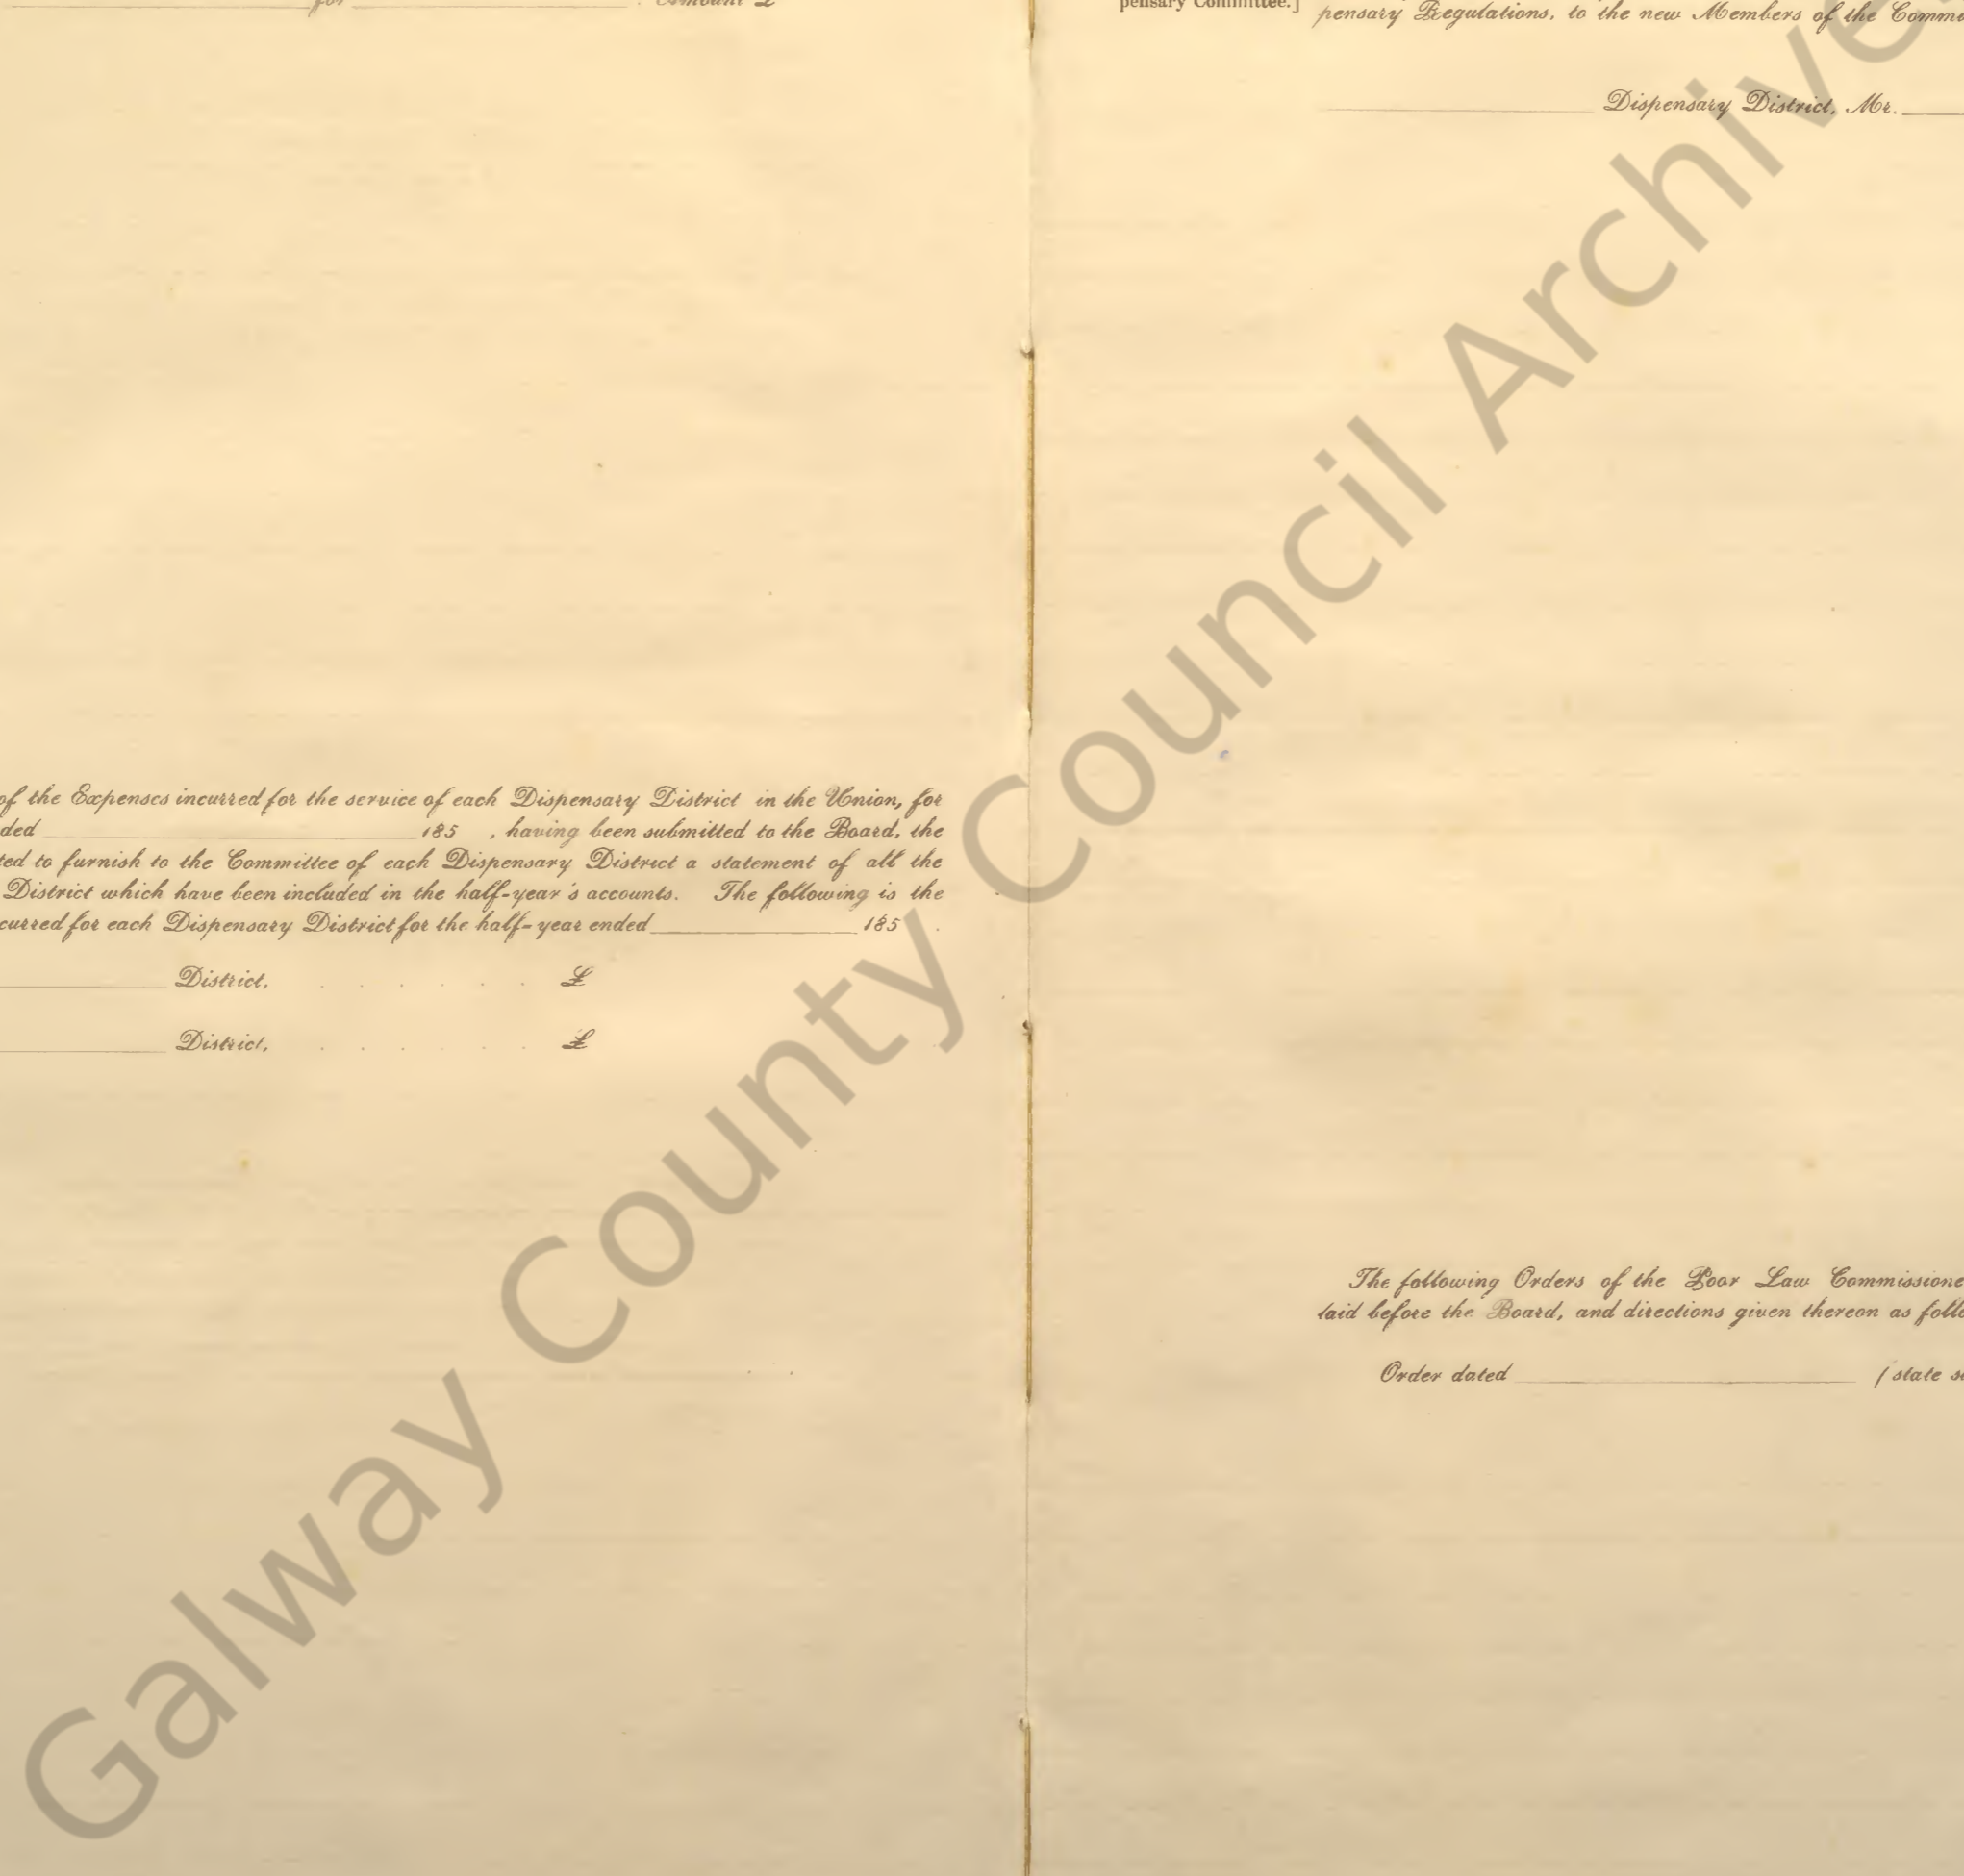 for . Amount £
of the Expenses incurred for the service of each Dispensary District in the Union, for
ded 185 , having been submitted to the Board, the
ted to furnish to the Committee of each Dispensary District a statement of all the
District which have been included in the half-year's accounts. The following is the
curred for each Dispensary District for the half-year ended 185 .
District, . . . . . . £
District, . . . . . . £
pensary Committee.]
pensary Regulations, to the new Members of the Comm
Dispensary District, Mr.
The following Orders of the Poor Law Commissione
laid before the Board, and directions given thereon as follo
Order dated (state s
Galway County Council Archive